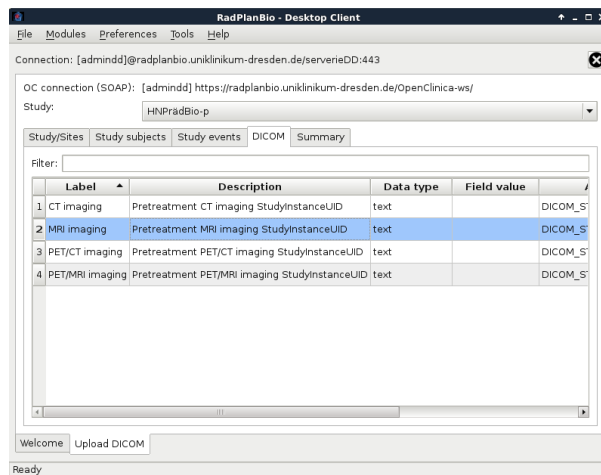 RadPlanBio - Desktop Client
File Modules Preferences Tools Help
Connection: [admindd]@radplanbio.uniklinikum-dresden.de/serverieDD:443
OC connection (SOAP): [admindd] https://radplanbio.uniklinikum-dresden.de/OpenClinica-ws/
Study: HNPrädBio-p
Study/Sites Study subjects Study events DICOM Summary
Filter:
Label Description Data type Field value
1 CT imaging Pretreatment CT imaging StudyInstanceUID text DICOM_S
2 MRI imaging Pretreatment MRI imaging StudyInstanceUID text DICOM_S
3 PET/CT imaging Pretreatment PET/CT imaging StudyInstanceUID text DICOM_S
4 PET/MRI imaging Pretreatment PET/MRI imaging StudyInstanceUID text DICOM_S
Welcome Upload DICOM
Ready